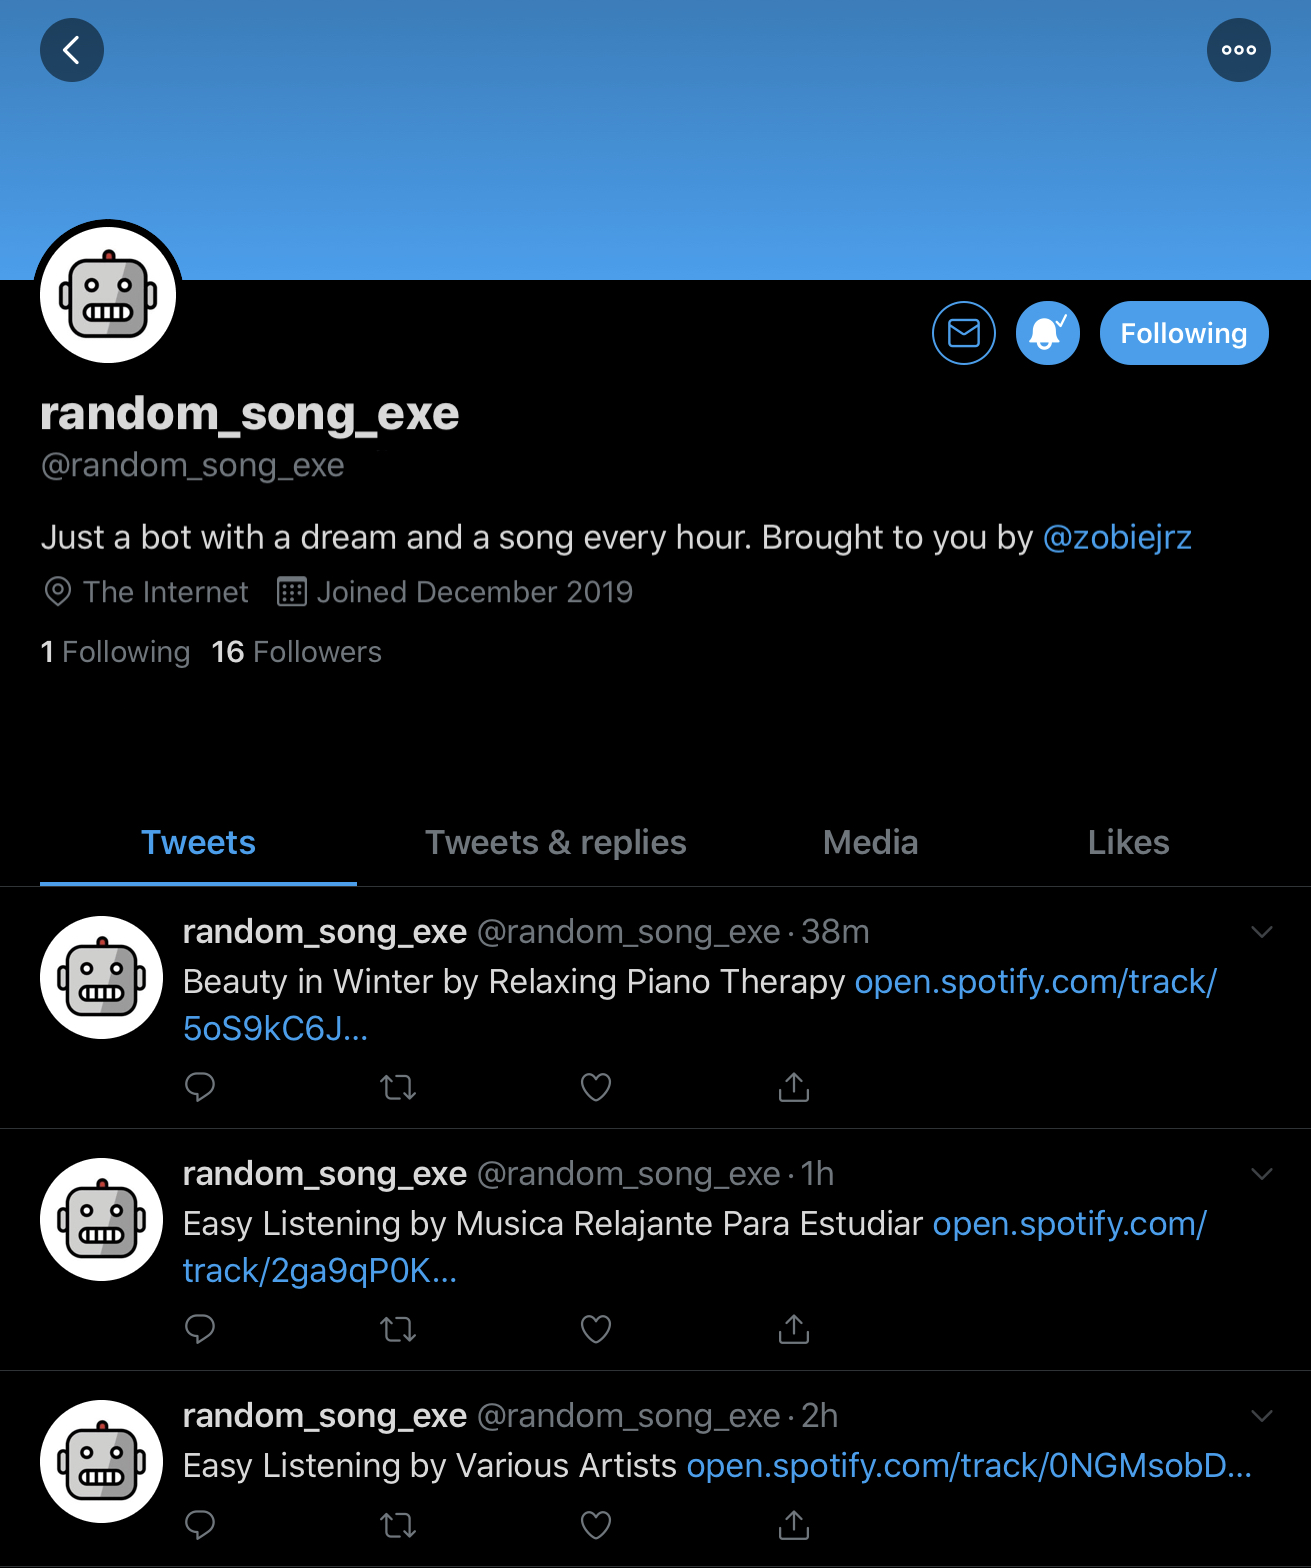 Following
random_song_exe
@random_song_exe
Just a bot with a dream and a song every hour. Brought to you by @zobiejrz
The Internet Joined December 2019
1 Following 16 Followers
Tweets Tweets & replies Media Likes
random_song_exe @random_song_exe · 38m
Beauty in Winter by Relaxing Piano Therapy open.spotify.com/track/
5oS9kC6J...
random_song_exe @random_song_exe · 1h
Easy Listening by Musica Relajante Para Estudiar open.spotify.com/
track/2ga9qP0K...
random_song_exe @random_song_exe · 2h
Easy Listening by Various Artists open.spotify.com/track/0NGMsobD...